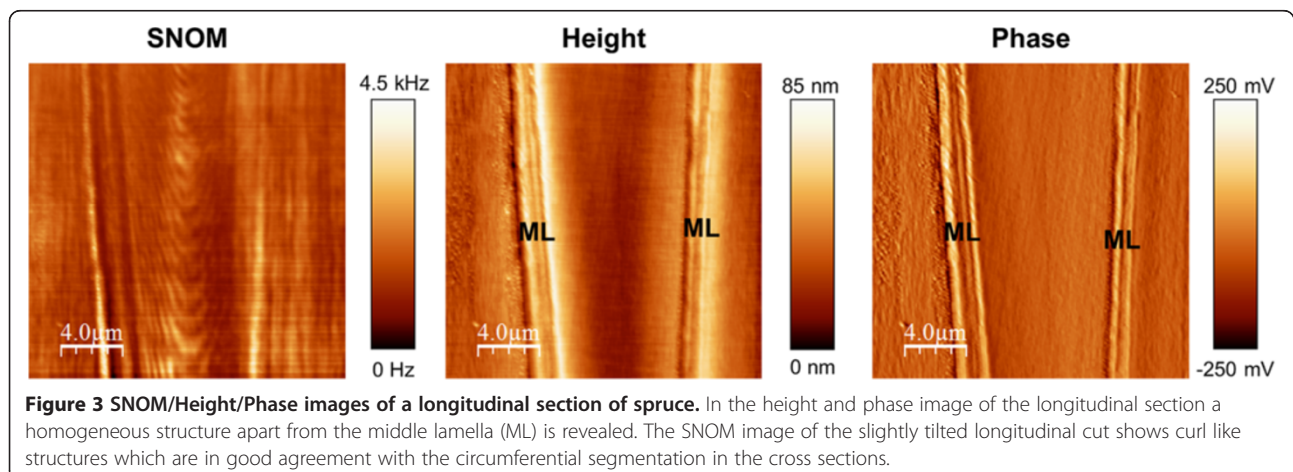 SNOM
Height
Phase
4.5 kHz
0 Hz
4.0µm
ML
ML
85 nm
0 nm
4.0µm
ML
ML
250 mV
-250 mV
4.0µm
Figure 3 SNOM/Height/Phase images of a longitudinal section of spruce. In the height and phase image of the longitudinal section a
homogeneous structure apart from the middle lamella (ML) is revealed. The SNOM image of the slightly tilted longitudinal cut shows curl like
structures which are in good agreement with the circumferential segmentation in the cross sections.